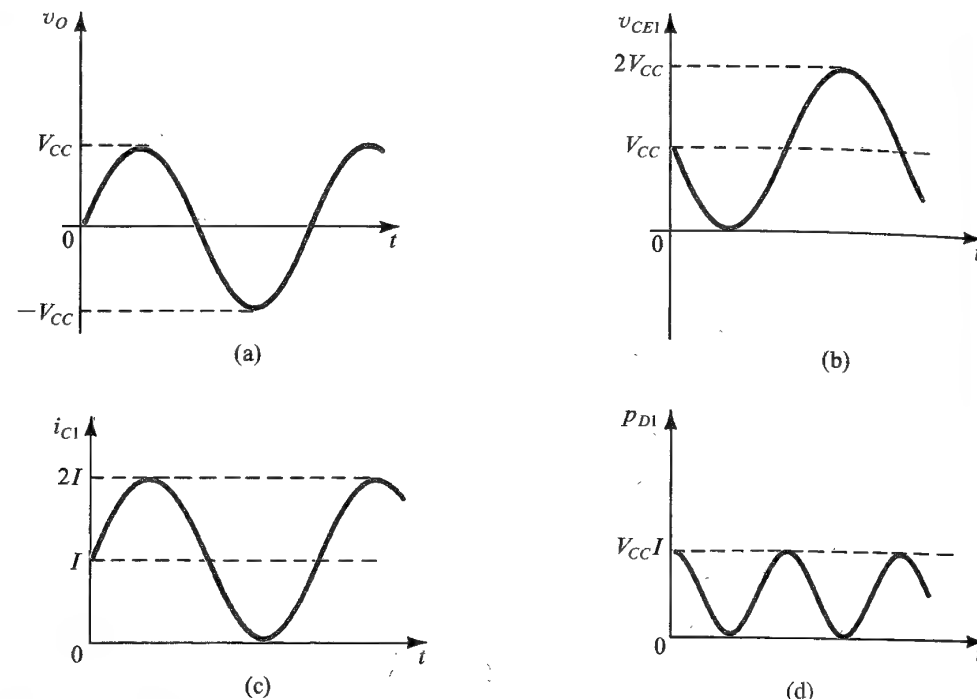 v_O
V_CC
0
t
−V_CC
(a)
v_CE1
2V_CC
V_CC
0
(b)
i_C1
2I
I
0
t
(c)
p_D1
V_CC I
0
(d)